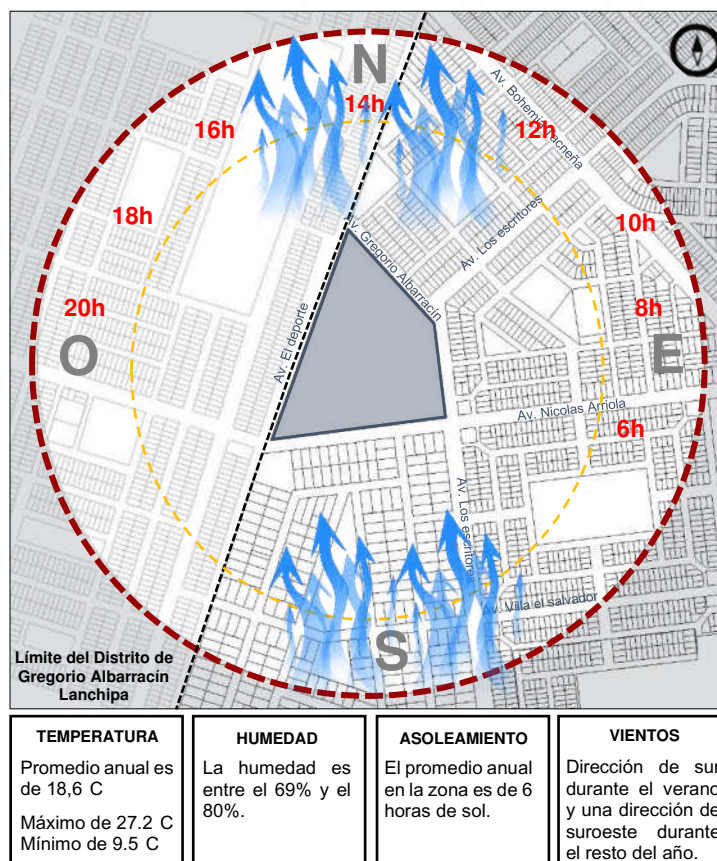 N
14h
16h
12h
Av. Bohemia Tacneña
18h
10h
Av. Los escritores
Av. Gregorio Albarracín
20h
8h
O
E
Av. El deporte
Av. Nicolas Arriola
6h
Av. Los escritores
Av. Villa el salvador
S
Límite del Distrito de
Gregorio Albarracín
Lanchipa
TEMPERATURA
Promedio anual es
de 18,6 C
Máximo de 27.2 C
Mínimo de 9.5 C
HUMEDAD
La humedad es
entre el 69% y el
80%.
ASOLEAMIENTO
El promedio anual
en la zona es de 6
horas de sol.
VIENTOS
Dirección de sur
durante el verano
y una dirección de
suroeste durante
el resto del año.